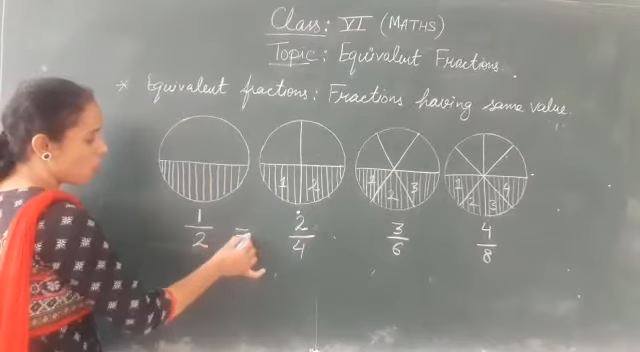 Class: VI (MATHS)
Topic: Equivalent Fractions.
* Equivalent fractions: Fractions having same value.
1 2
1 2 3
1 2 3 4
1/2 = 2/4 3/6 4/8